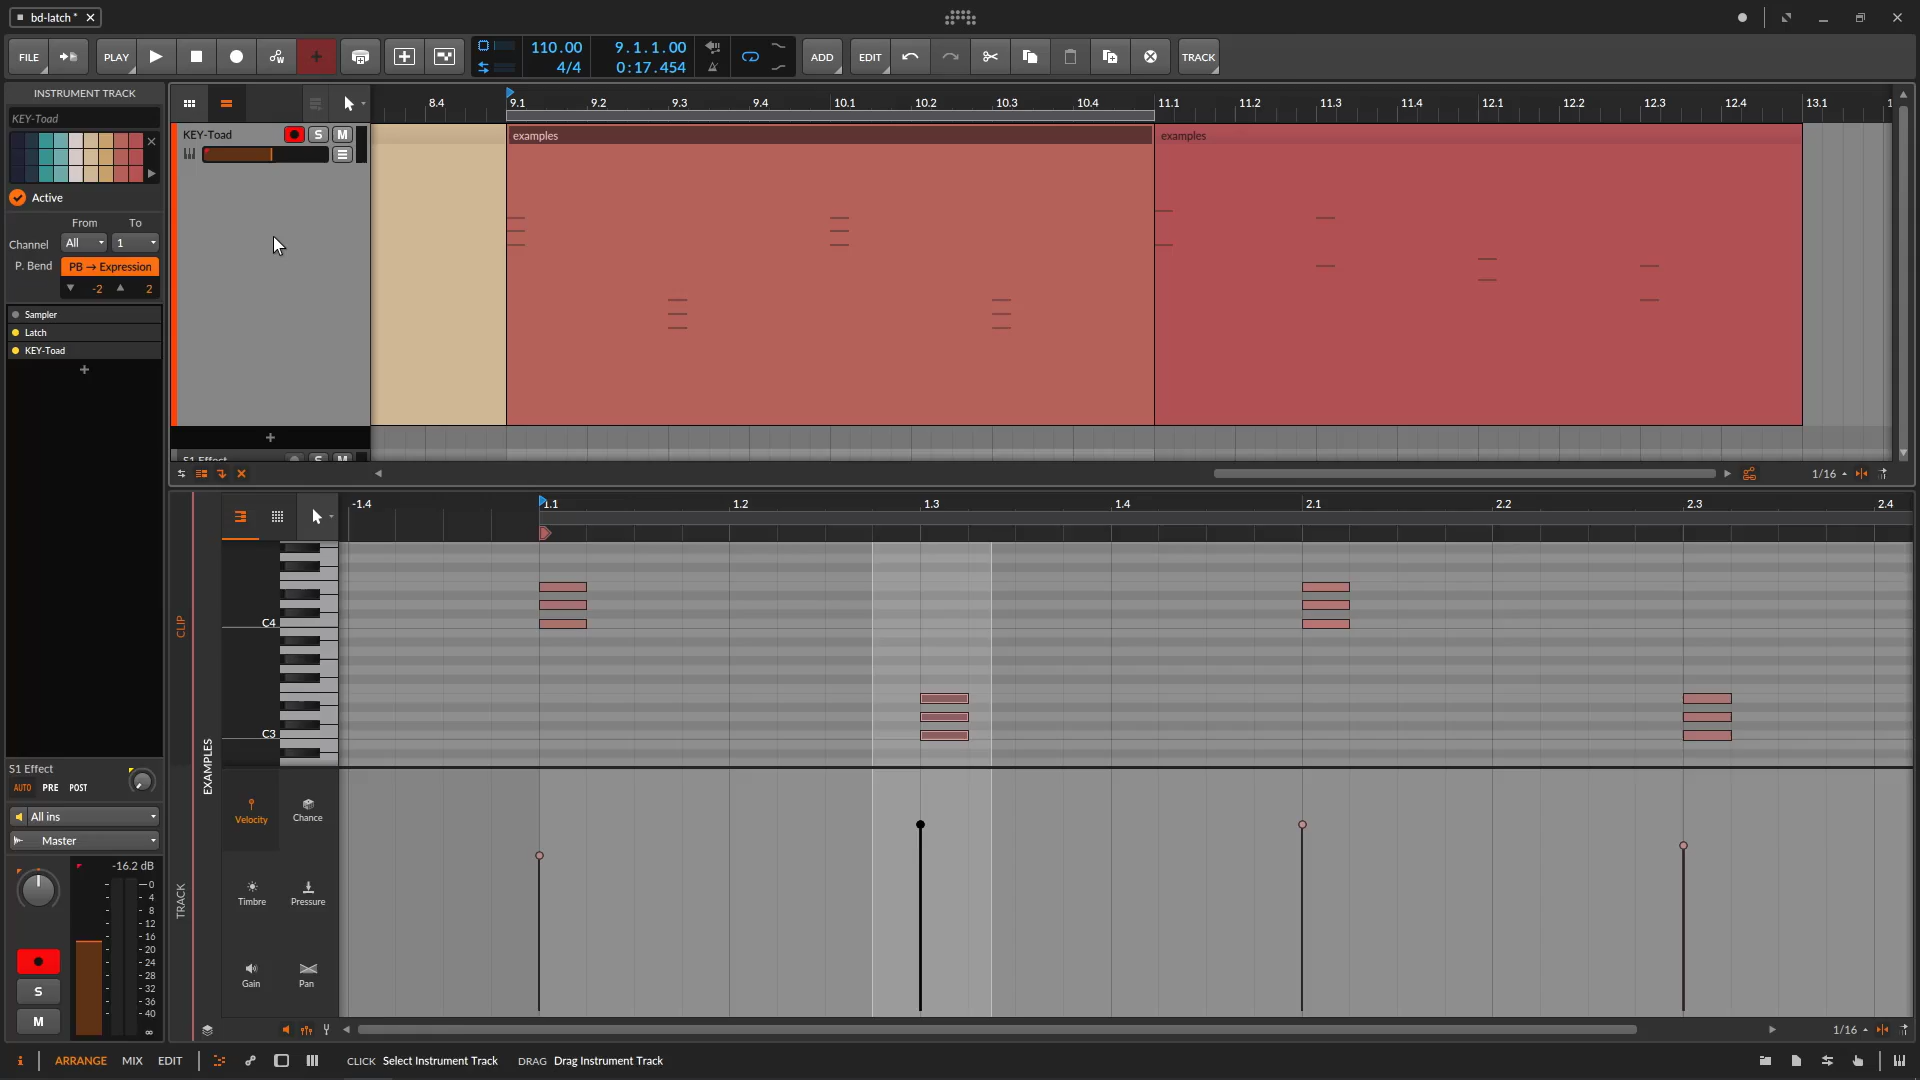 bd-latch *
FILE
PLAY
110.00
4/4
9.1.1.00
0:17.454
ADD
EDIT
TRACK
INSTRUMENT TRACK
KEY-Toad
Active
From To
Channel All 1
P. Bend PB → Expression
-2 2
Sampler
Latch
KEY-Toad
+
8.4 9.1 9.2 9.3 9.4 10.1 10.2 10.3 10.4 11.1 11.2 11.3 11.4 12.1 12.2 12.3 12.4 13.1
KEY-Toad S M
examples examples
+
S1 Effect S M
1/16
-1.4 1.1 1.2 1.3 1.4 2.1 2.2 2.3 2.4
C4
C3
CLIP
EXAMPLES
TRACK
Velocity Chance
Timbre Pressure
Gain Pan
1/16
S1 Effect
AUTO PRE POST
All ins
Master
-16.2 dB
0
4
8
12
16
20
24
28
32
36
40
∞
S
M
i ARRANGE MIX EDIT CLICK Select Instrument Track DRAG Drag Instrument Track